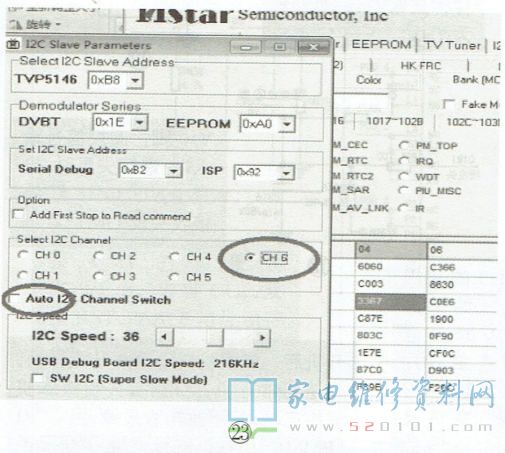 旋转
MStar Semiconductor, Inc
I2C Slave Parameters
EEPROM
TV Tuner
Select I2C Slave Address
TVP5146
0xB8
HK FRC
Color
Bank (MC
Demodulator Series
DVBT
0x1E
EEPROM
0xA0
Fake M
16
1017~102B
102C~103
Set I2C Slave Address
Serial Debug
0xB2
ISP
0x92
M_CEC
PM_TOP
M_RTC
IRQ
M_RTC2
WDT
M_SAR
PIU_MISC
M_AV_LNK
IR
Option
Add First Stop to Read commend
Select I2C Channel
CH 0
CH 2
CH 4
CH 6
CH 1
CH 3
CH 5
04
06
6060
C366
C003
8630
3367
C0E6
C87E
1900
803C
0F90
1E7E
CF0C
87C0
D903
F20C
Auto I2C Channel Switch
I2C Speed
I2C Speed : 36
USB Debug Board I2C Speed: 216KHz
SW I2C (Super Slow Mode)
家电维修资料网
www.520101.com
㉓